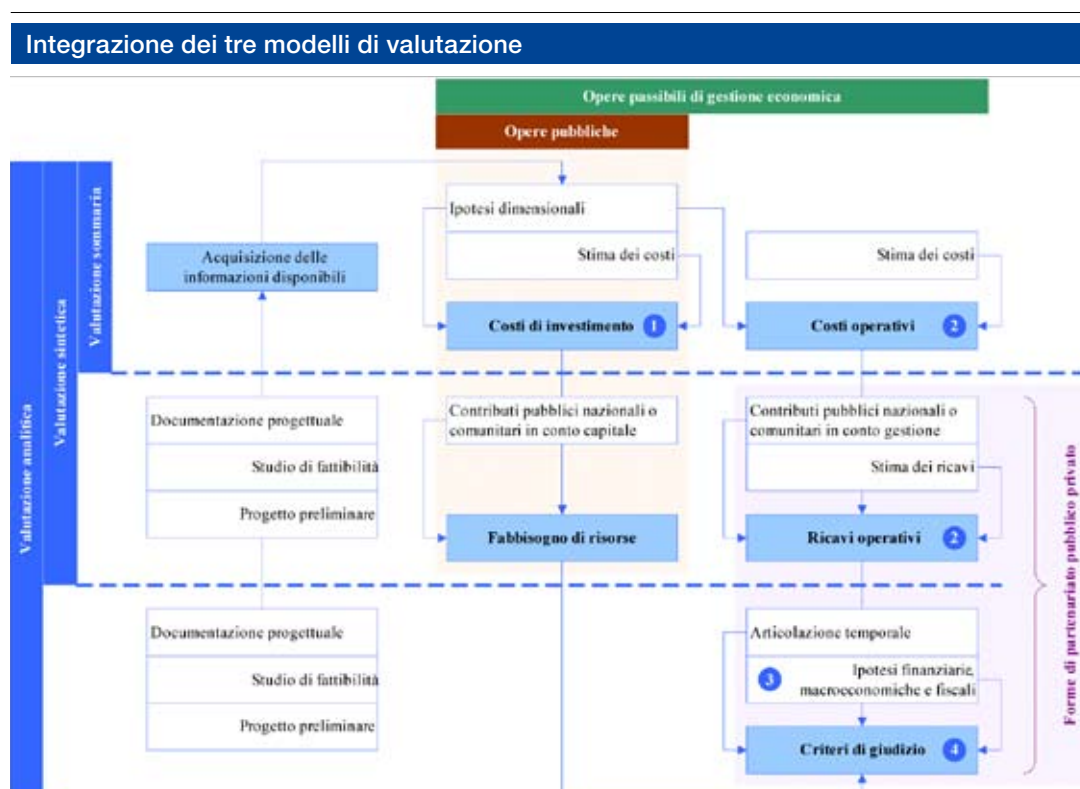 Integrazione dei tre modelli di valutazione
Opere passibili di gestione economica
Opere pubbliche
Valutazione analitica
Valutazione sintetica
Valutazione sommaria
Acquisizione delle
informazioni disponibili
Ipotesi dimensionali
Stima dei costi
Costi di investimento 1
Stima dei costi
Costi operativi 2
Documentazione progettuale
Studio di fattibilità
Progetto preliminare
Contributi pubblici nazionali o
comunitari in conto capitale
Fabbisogno di risorse
Contributi pubblici nazionali o
comunitari in conto gestione
Stima dei ricavi
Ricavi operativi 2
Documentazione progettuale
Studio di fattibilità
Progetto preliminare
Articolazione temporale
3 Ipotesi finanziarie,
macroeconomiche e fiscali
Criteri di giudizio 4
Forme di partenariato pubblico privato